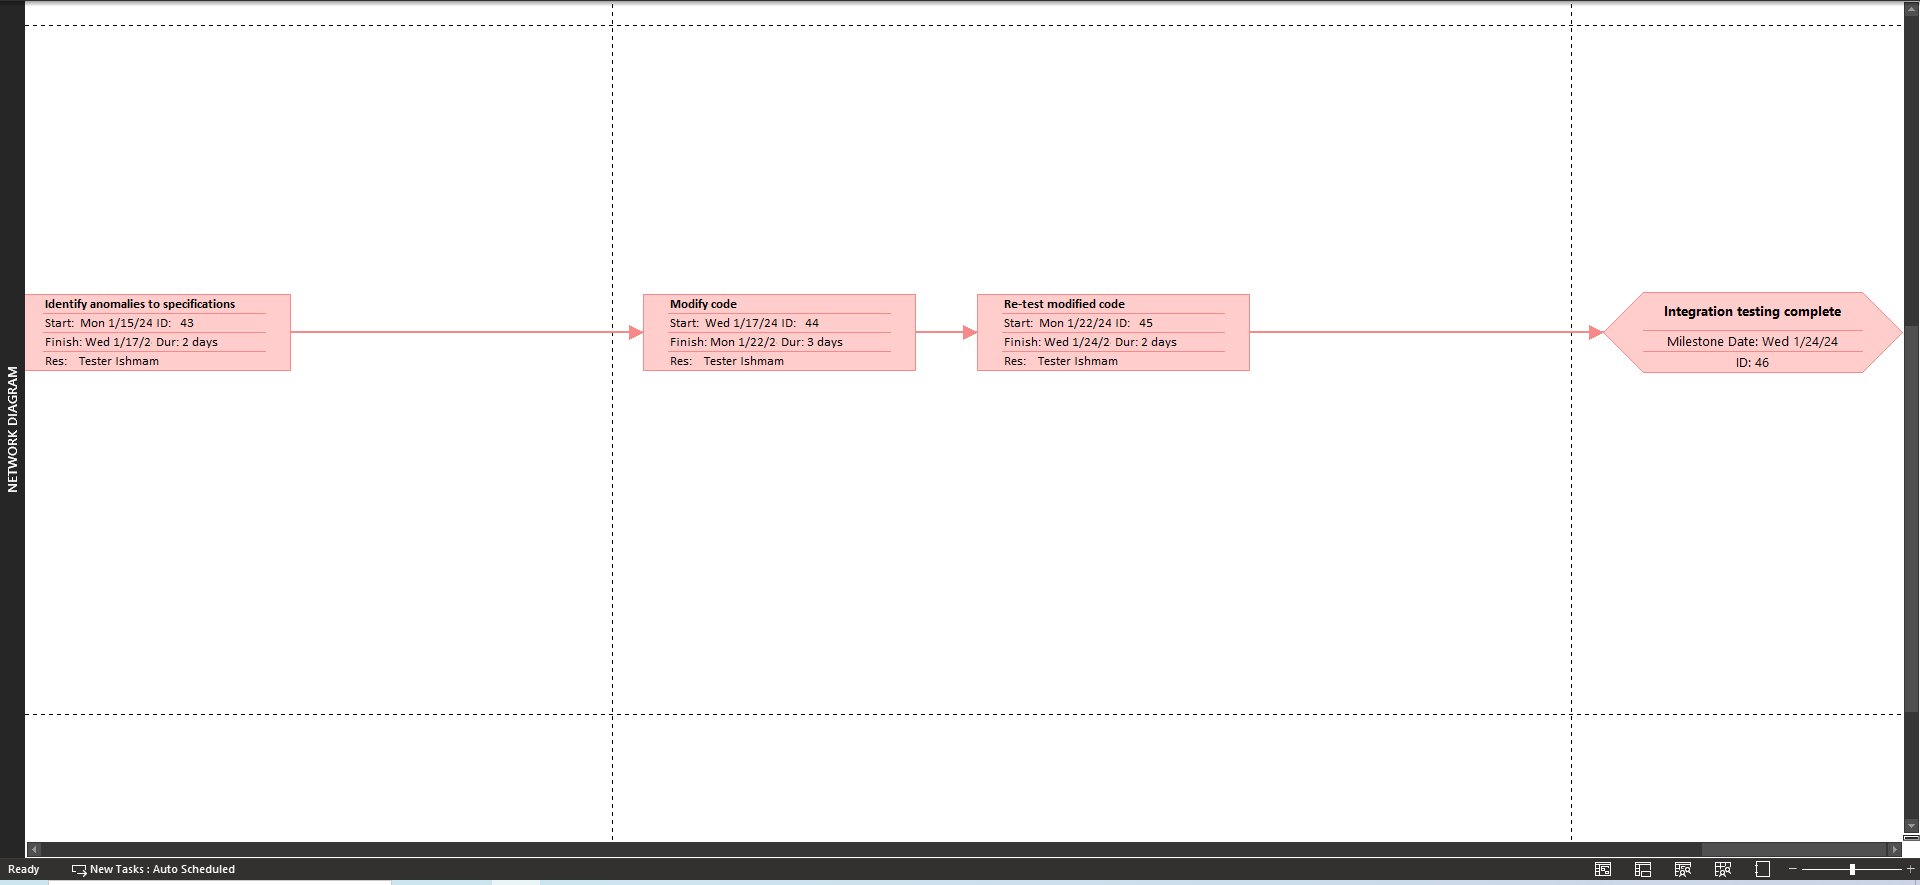 NETWORK DIAGRAM
Identify anomalies to specifications
Start: Mon 1/15/24 ID: 43
Finish: Wed 1/17/2 Dur: 2 days
Res: Tester Ishmam
Modify code
Start: Wed 1/17/24 ID: 44
Finish: Mon 1/22/2 Dur: 3 days
Res: Tester Ishmam
Re-test modified code
Start: Mon 1/22/24 ID: 45
Finish: Wed 1/24/2 Dur: 2 days
Res: Tester Ishmam
Integration testing complete
Milestone Date: Wed 1/24/24
ID: 46
Ready
New Tasks : Auto Scheduled